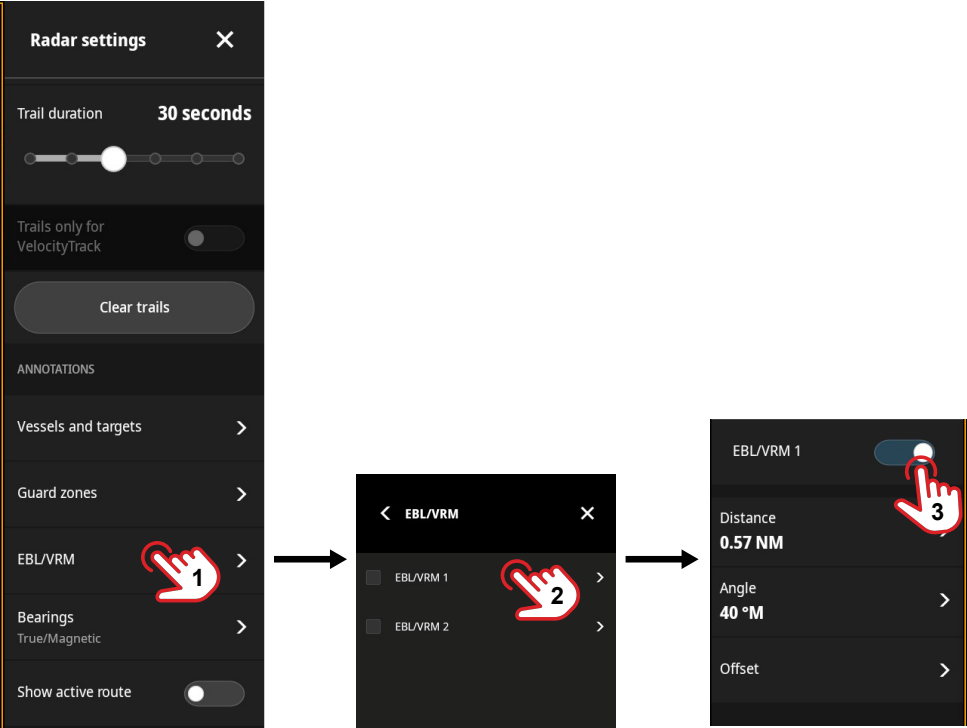 Radar settings
Trail duration 30 seconds
Trails only for
VelocityTrack
Clear trails
ANNOTATIONS
Vessels and targets
Guard zones
EBL/VRM
1
Bearings
True/Magnetic
Show active route
EBL/VRM
EBL/VRM 1
2
EBL/VRM 2
EBL/VRM 1
3
Distance
0.57 NM
Angle
40 °M
Offset